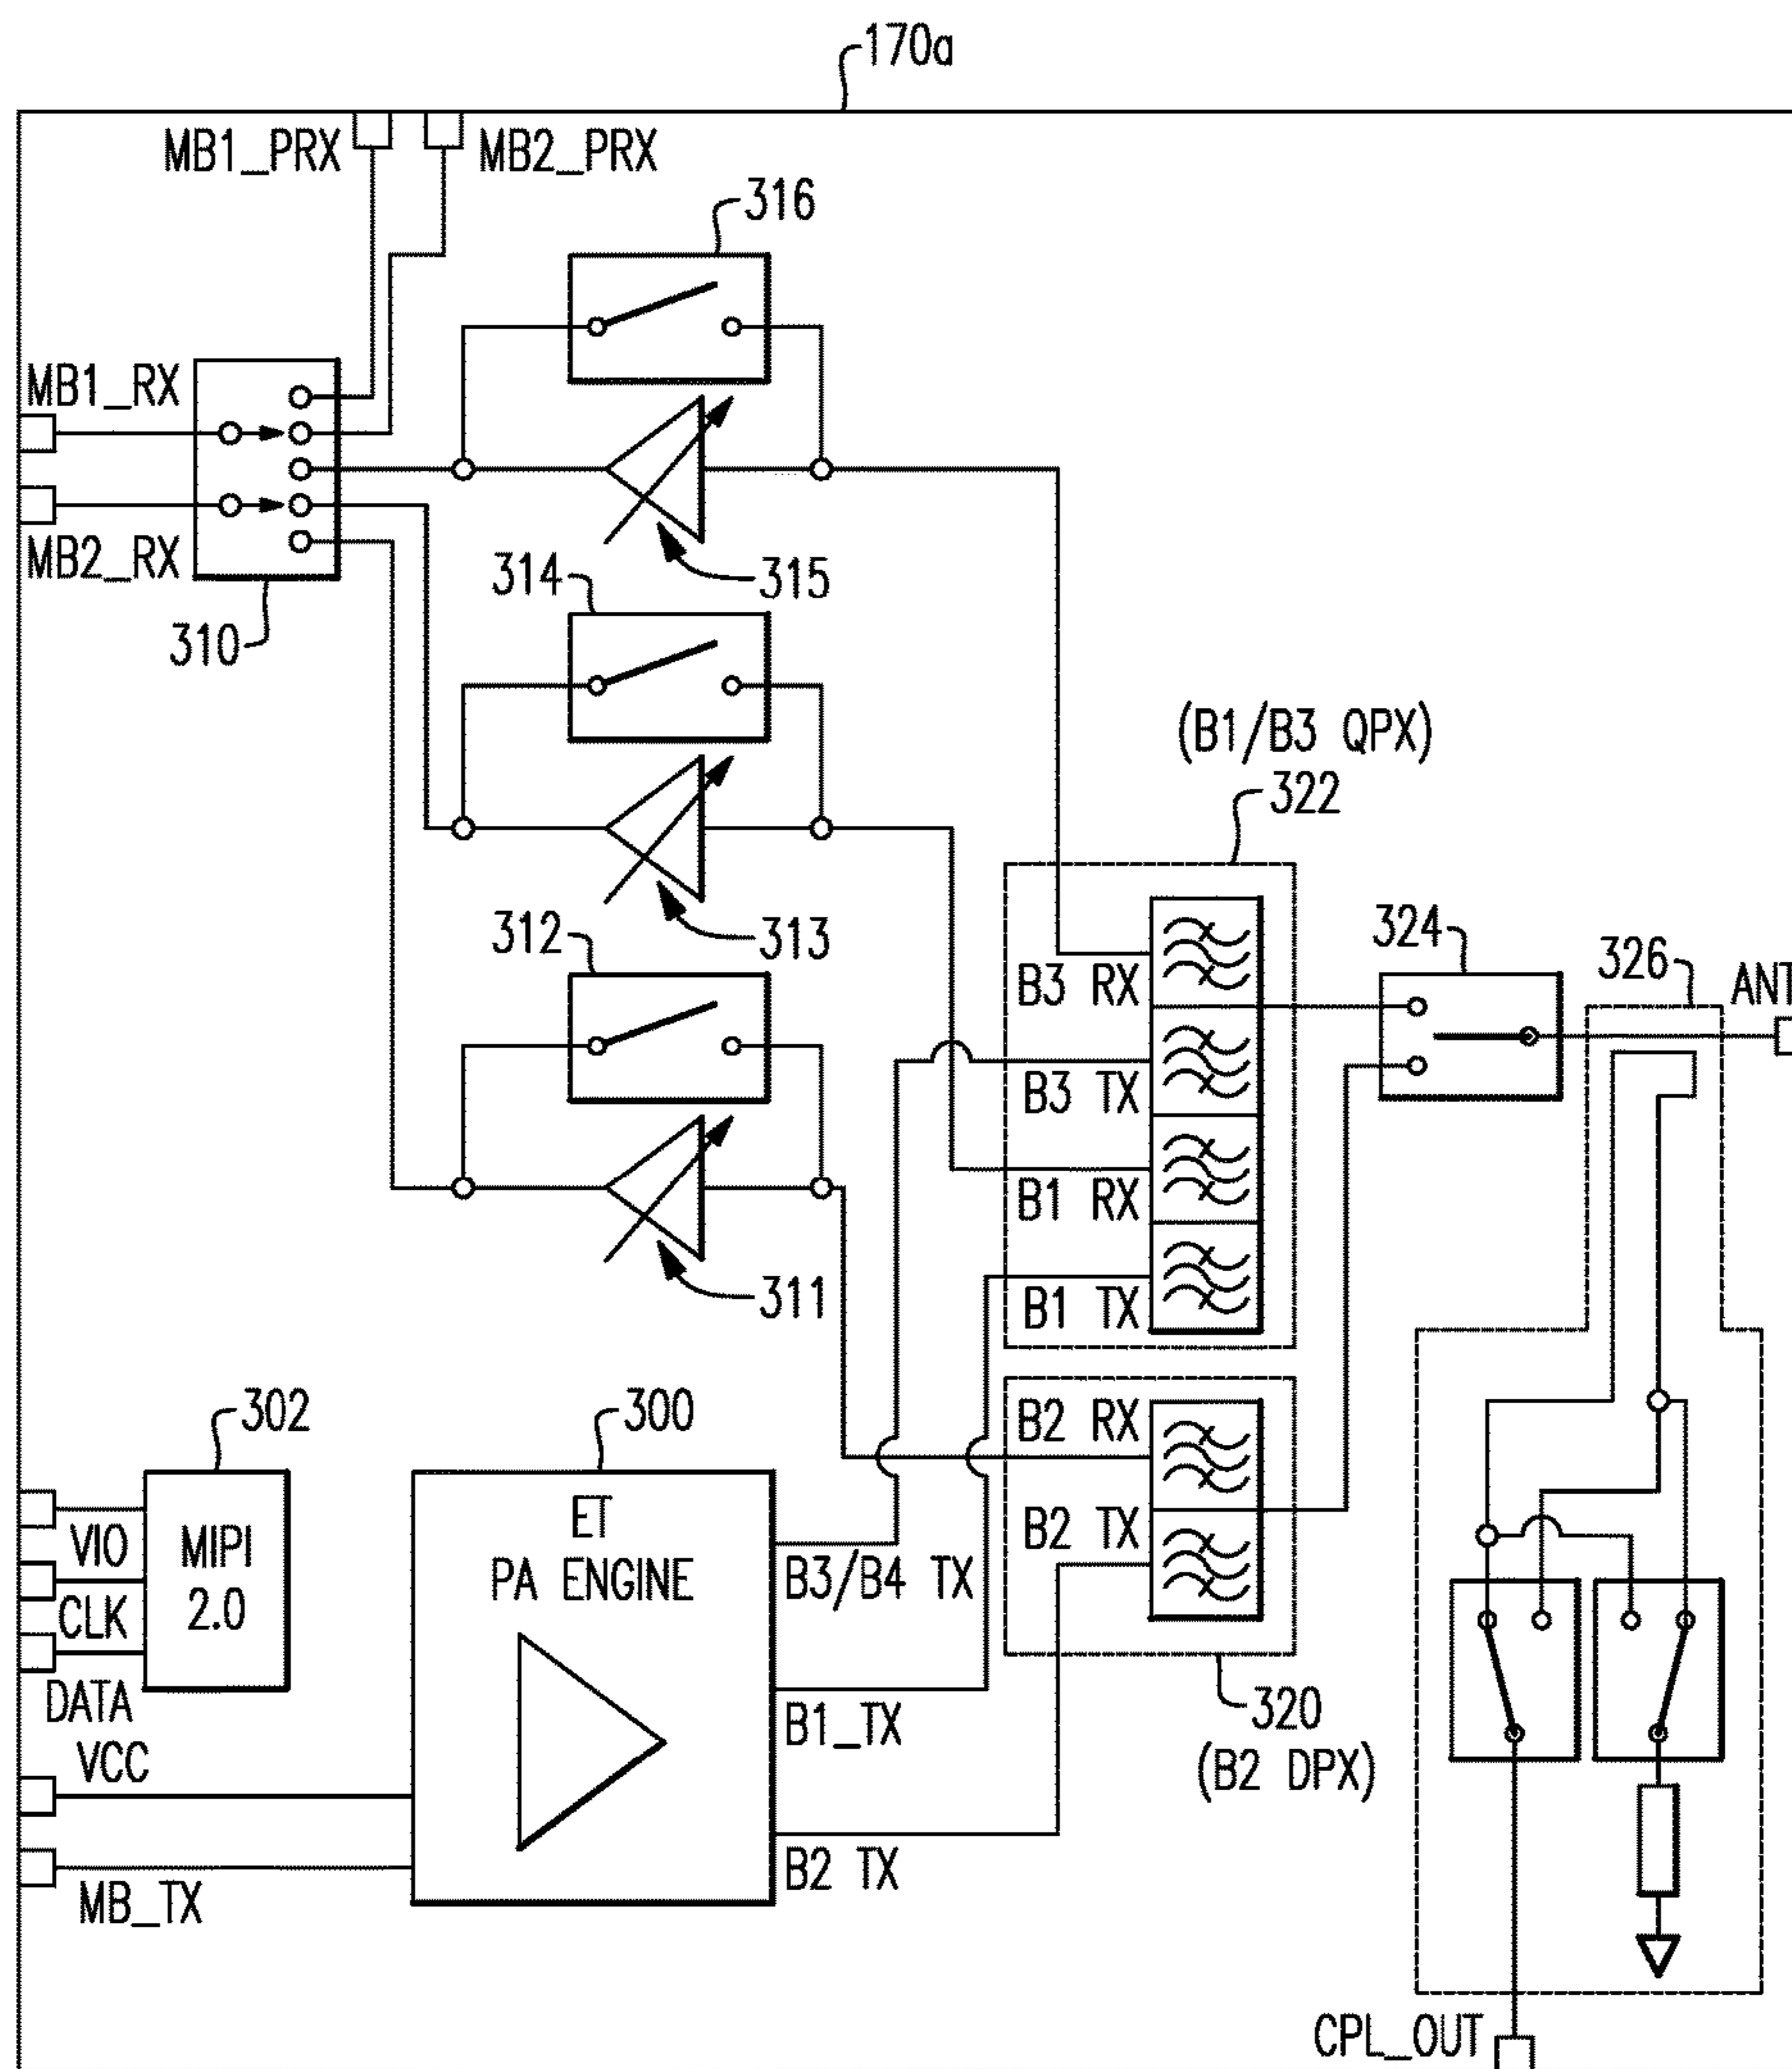 170a
MB1_PRX
MB2_PRX
316
MB1_RX
MB2_RX
310
315
314
(B1/B3 QPX)
322
313
312
324
326
ANT
B3 RX
B3 TX
B1 RX
B1 TX
311
302
300
B2 RX
B2 TX
VIO
CLK
DATA
MIPI
2.0
ET
PA ENGINE
B3/B4 TX
B1_TX
B2 TX
320
(B2 DPX)
VCC
MB_TX
CPL_OUT